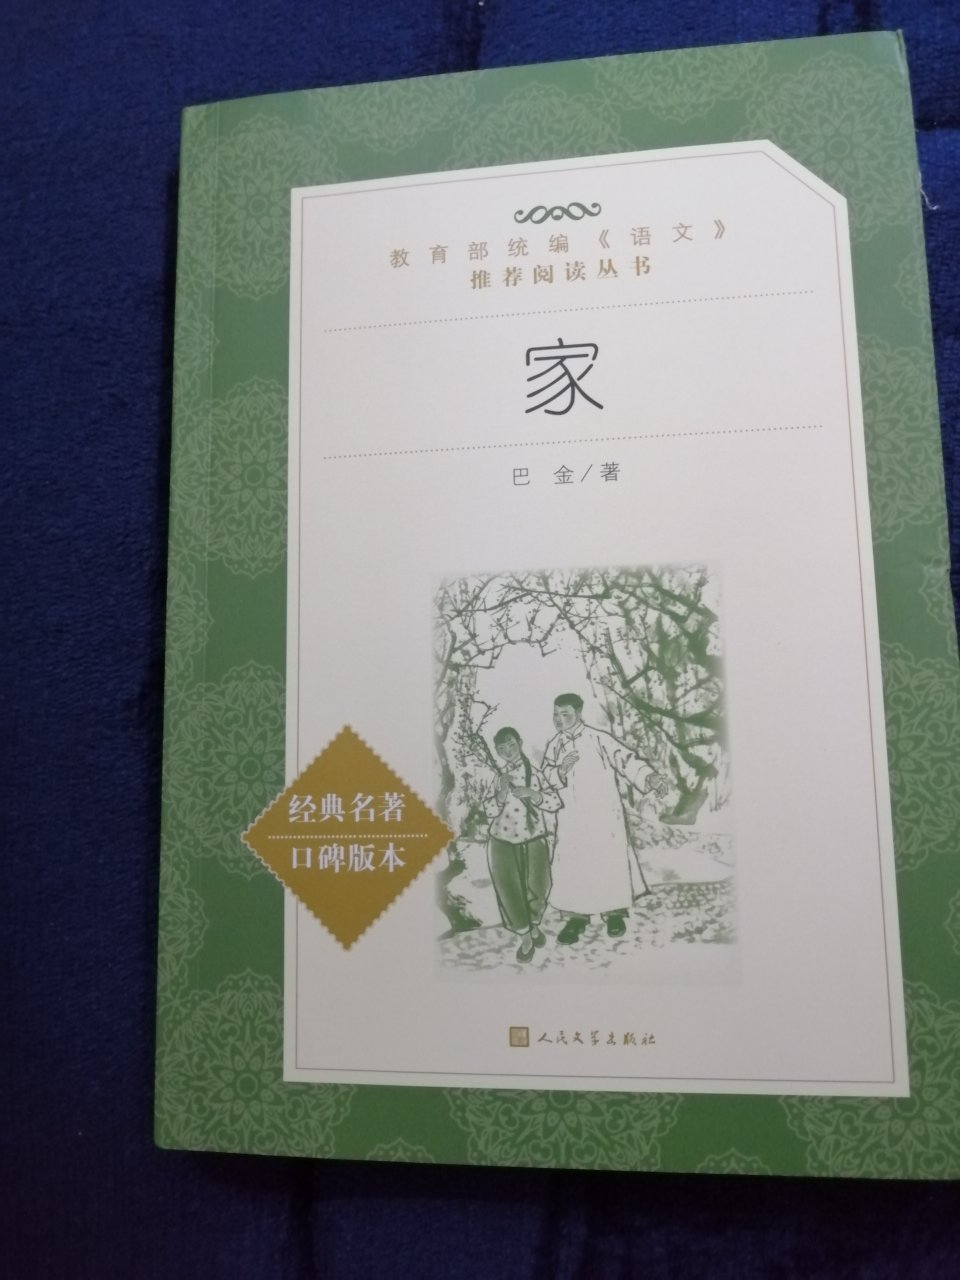 教育部统编《语文》
推荐阅读丛书
家
巴金/著
经典名著
口碑版本
人民文学出版社